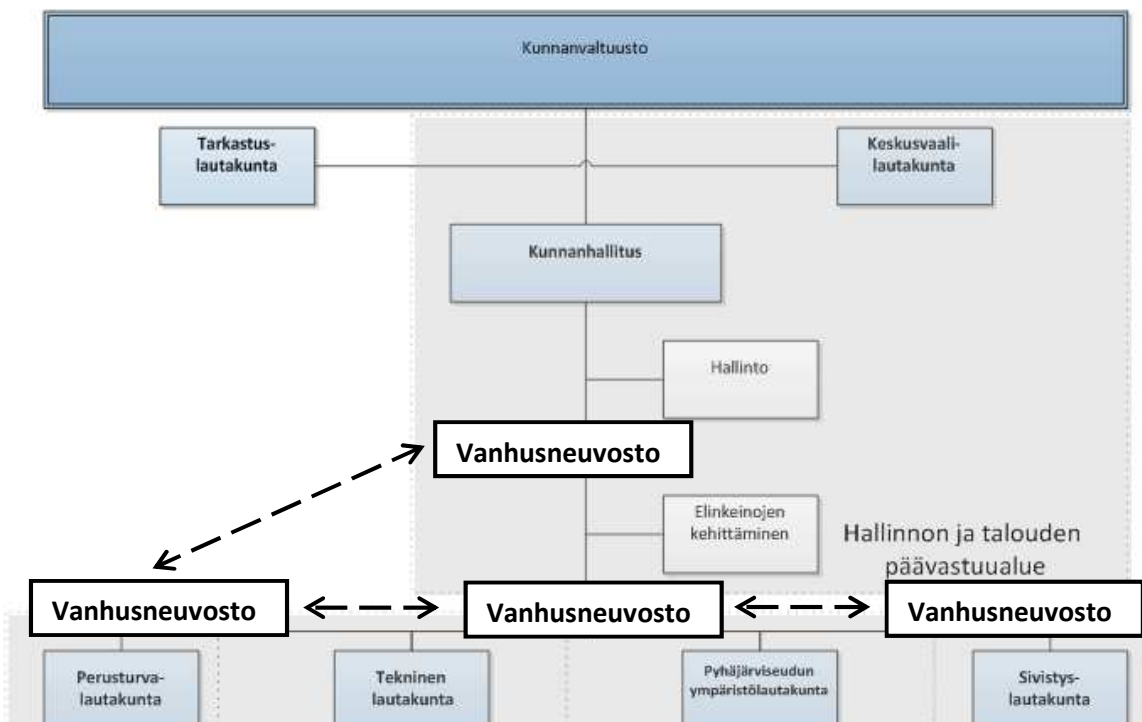 Kunnanvaltuusto
Tarkastus-
lautakunta
Keskusvaali-
lautakunta
Kunnanhallitus
Hallinto
Vanhusneuvosto
Elinkeinojen
kehittäminen
Hallinnon ja talouden
päävastuualue
Vanhusneuvosto
Vanhusneuvosto
Vanhusneuvosto
Perusturva-
lautakunta
Tekninen
lautakunta
Pyhäjärviseudun
ympäristölautakunta
Sivistys-
lautakunta